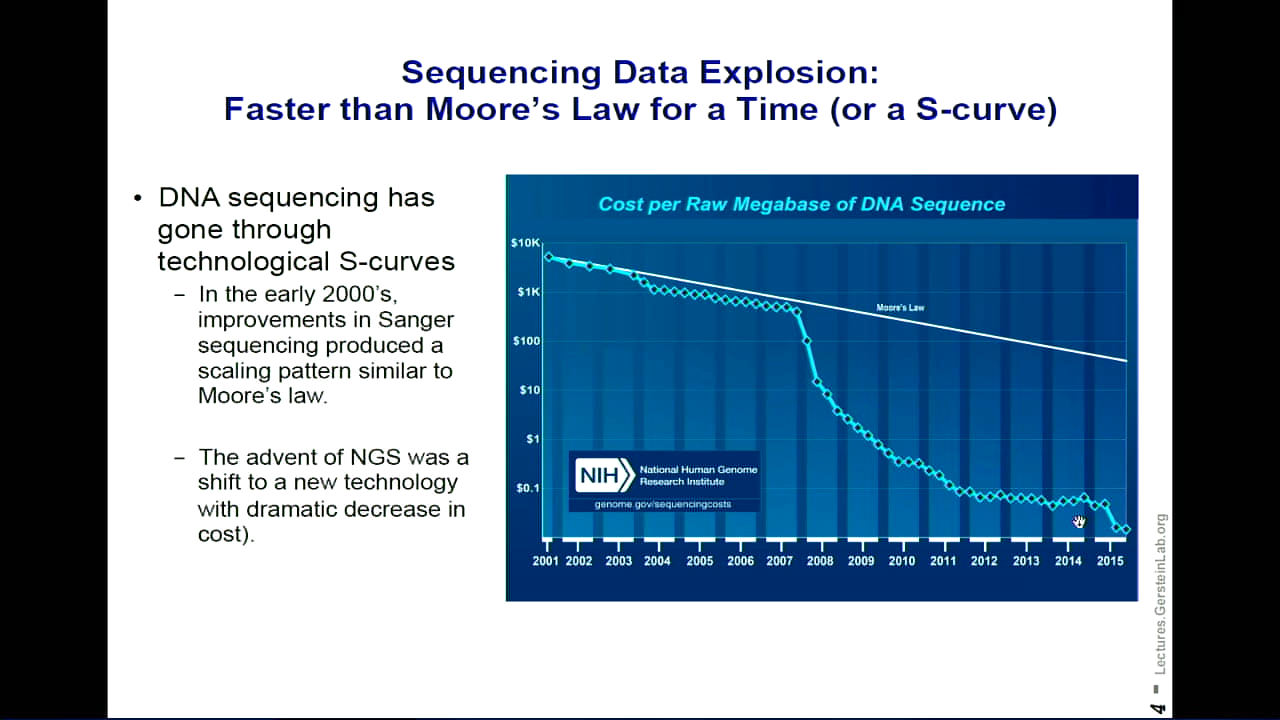 Sequencing Data Explosion:
Faster than Moore's Law for a Time (or a S-curve)
• DNA sequencing has
gone through
technological S-curves
– In the early 2000's,
improvements in Sanger
sequencing produced a
scaling pattern similar to
Moore's law.
– The advent of NGS was a
shift to a new technology
with dramatic decrease in
cost).
Cost per Raw Megabase of DNA Sequence
$10K
$1K
$100
$10
$1
$0.1
Moore's Law
NIH
National Human Genome
Research Institute
genome.gov/sequencingcosts
2001 2002 2003 2004 2005 2006 2007 2008 2009 2010 2011 2012 2013 2014 2015
4 - Lectures.GersteinLab.org